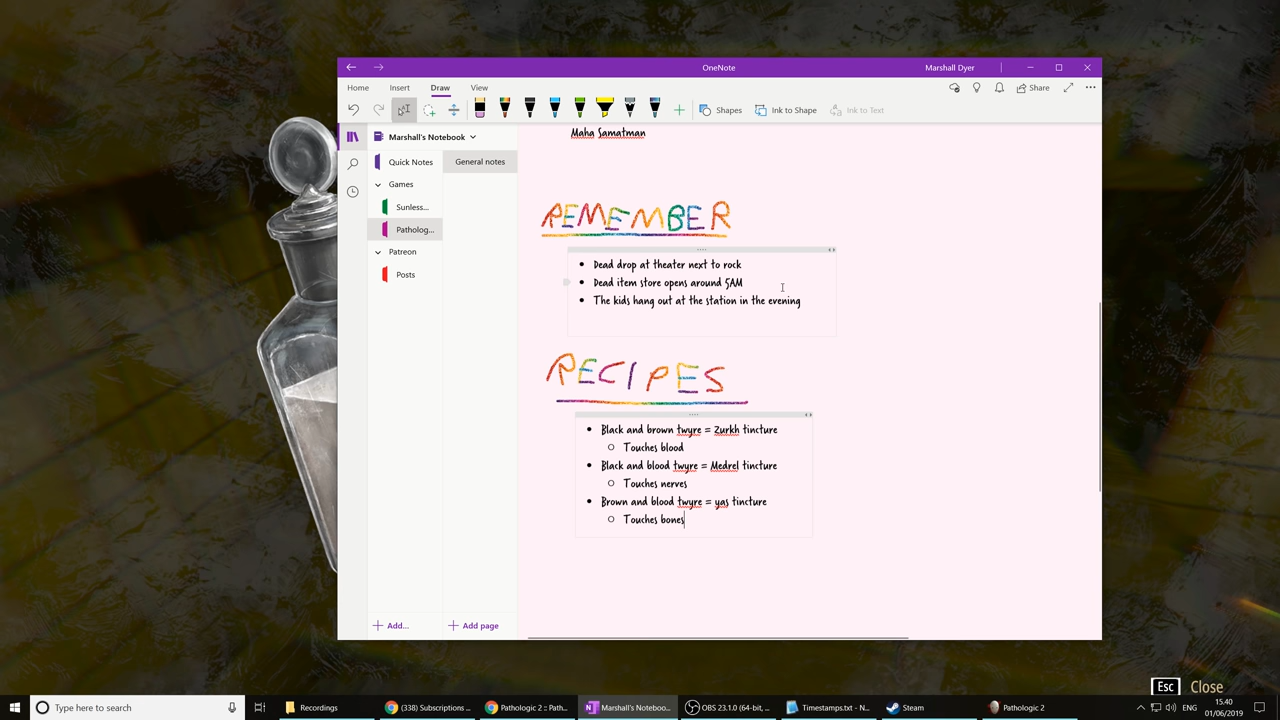 OneNote
Marshall Dyer
Home
Insert
Draw
View
Share
Shapes
Ink to Shape
Ink to Text
Marshall's Notebook
Quick Notes
General notes
Games
Sunless...
Patholog...
Patreon
Posts
Add...
Add page
Maha Samatman
REMEMBER
• Dead drop at theater next to rock
• Dead item store opens around 5AM
• The kids hang out at the station in the evening
RECIPES
• Black and brown twyre = Zurkh tincture
○ Touches blood
• Black and blood twyre = Medrel tincture
○ Touches nerves
• Brown and blood twyre = yas tincture
○ Touches bones
Esc Close
Type here to search
Recordings
(338) Subscriptions ...
Pathologic 2 :: Path...
Marshall's Noteboo...
OBS 23.1.0 (64-bit, ...
Timestamps.txt - N...
Steam
Pathologic 2
ENG
15.40
01/06/2019